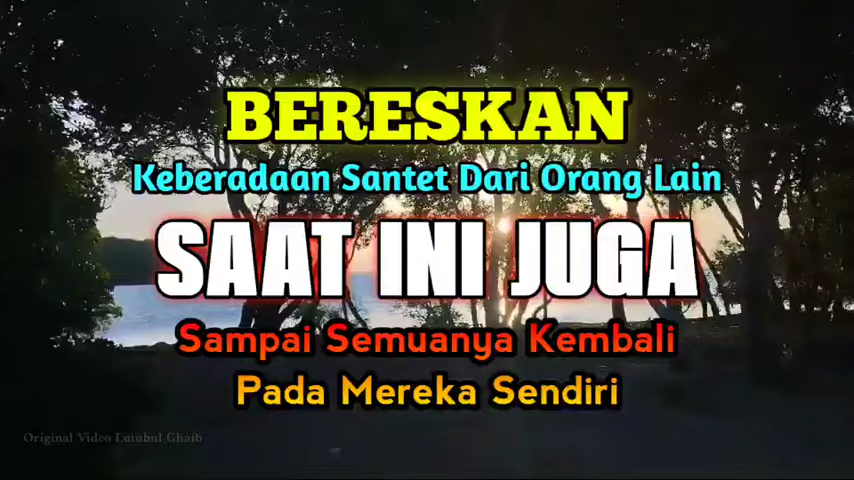 BERESKAN
Keberadaan Santet Dari Orang Lain
SAAT INI JUGA
Sampai Semuanya Kembali
Pada Mereka Sendiri
Original Video Lutubul Ghaib